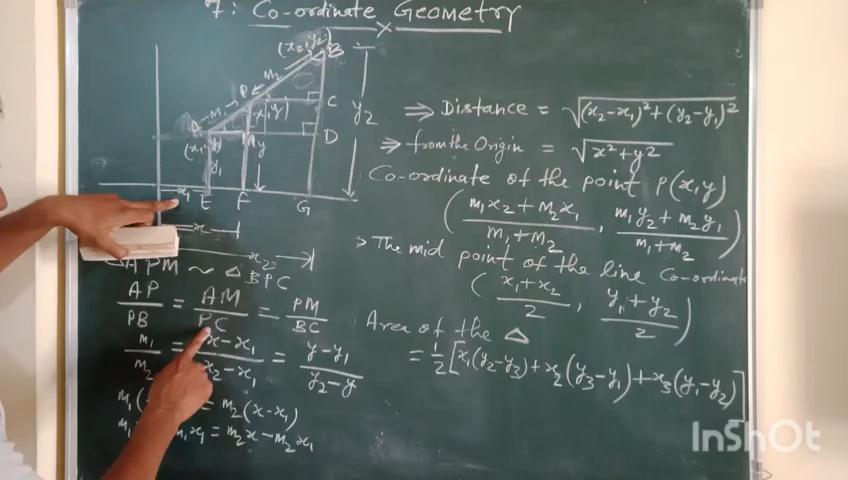 7: Co-ordinate Geometry
(x₂, y₂) B
M₂
P
A M₁ (x, y) C y₂
D
(x₁, y₁) y₁ M y
x₁ E F G
x
x₂
△APM ~ △BPC
AP/PB = AM/PC = PM/BC
m₁/m₂ = x-x₁/x₂-x₁ = y-y₁/y₂-y
m₁( = m₂(x-x₁)
m₁x₁ = m₂x-m₂x₁
⇒ Distance = √(x₂-x₁)²+(y₂-y₁)²
⇒ from the Origin = √x²+y²
Co-ordinate of the point P(x,y)
(m₁x₂+m₂x₁/m₁+m₂, m₁y₂+m₂y₁/m₁+m₂)
> The mid point of the line Co-ordinate
(x₁+x₂/2, y₁+y₂/2)
Area of the △
= 1/2[x₁(y₂-y₃)+x₂(y₃-y₁)+x₃(y₁-y₂)]
InShOt